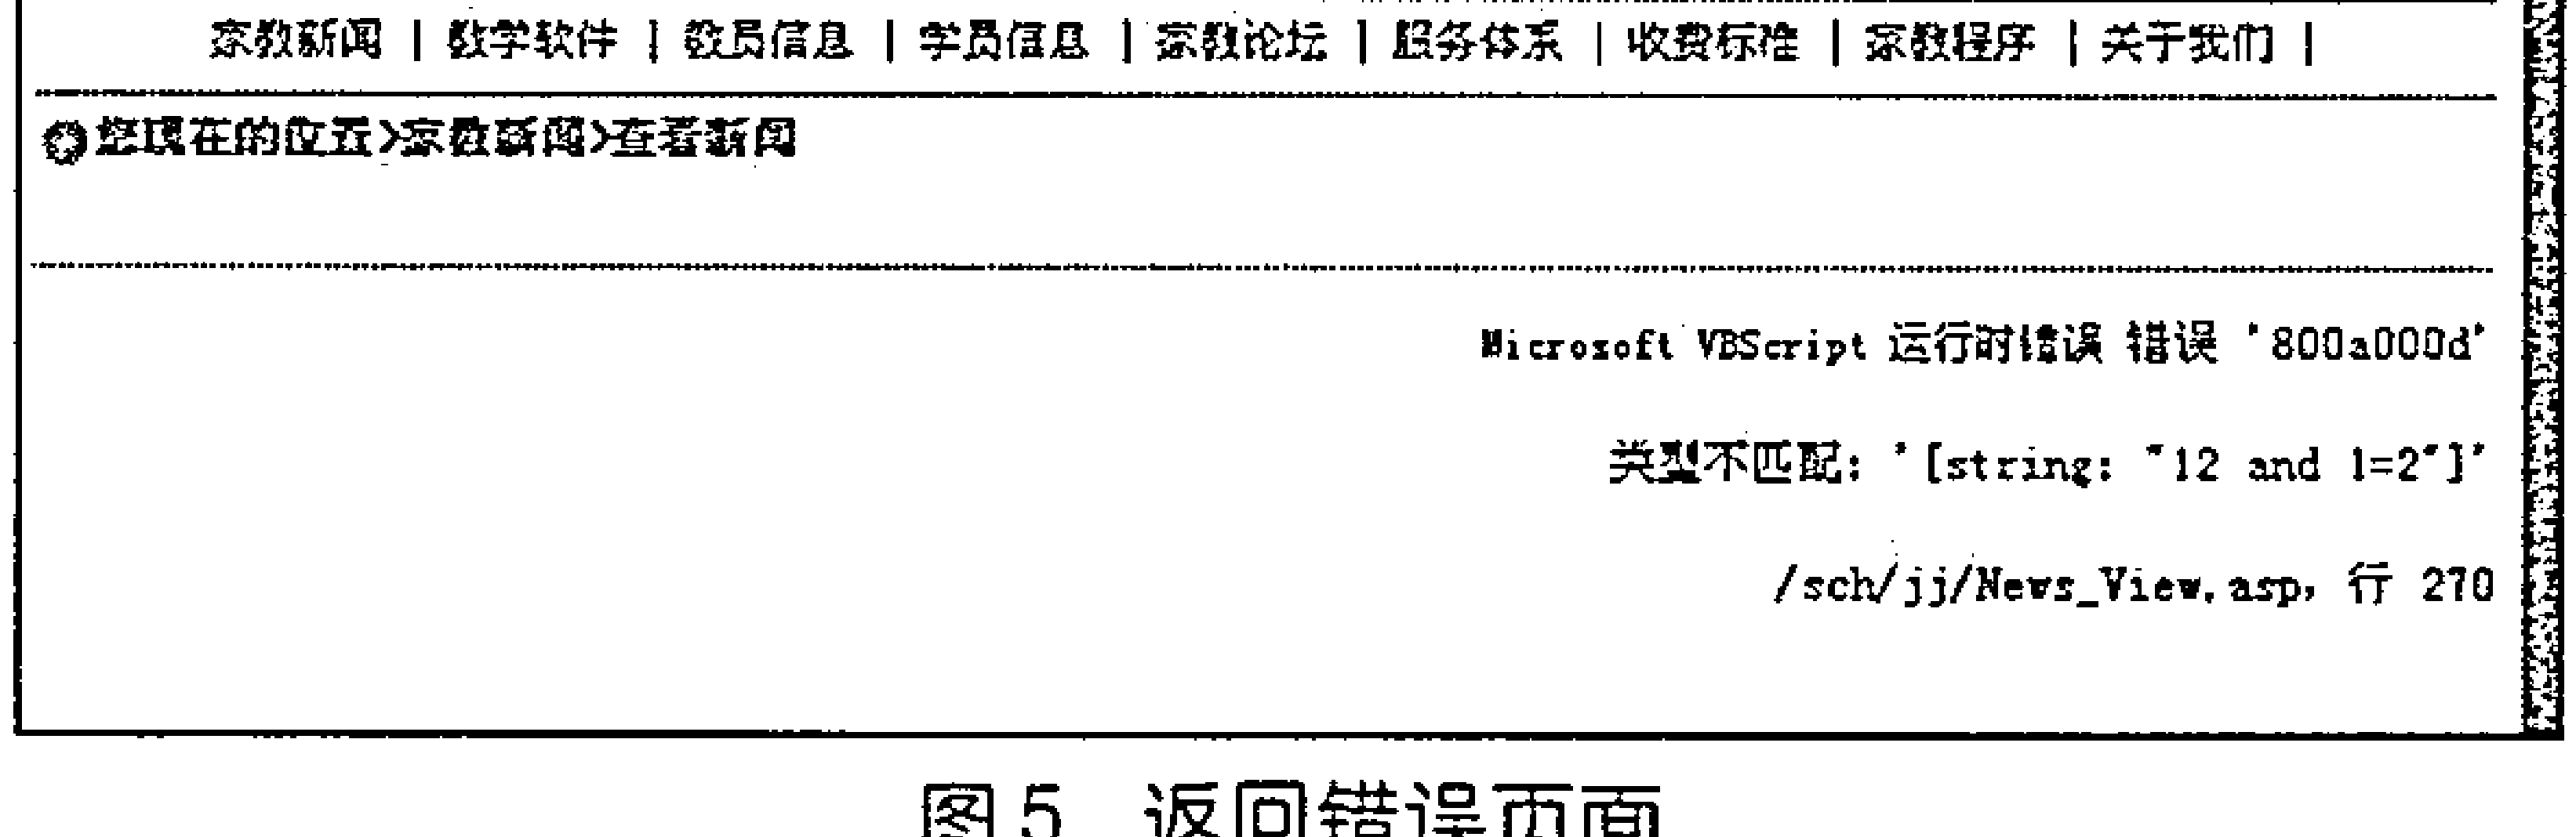 家教新闻 | 数学软件 | 教员信息 | 学员信息 | 家教论坛 | 服务体系 | 收费标准 | 家教程序 | 关于我们 |
您现在的位置>家教新闻>查看新闻
Microsoft VBScript 运行时错误 错误 '800a000d'
类型不匹配: '[string: "12 and 1=2"]'
/sch/jj/News_View.asp, 行 270
图 5 返回错误页面